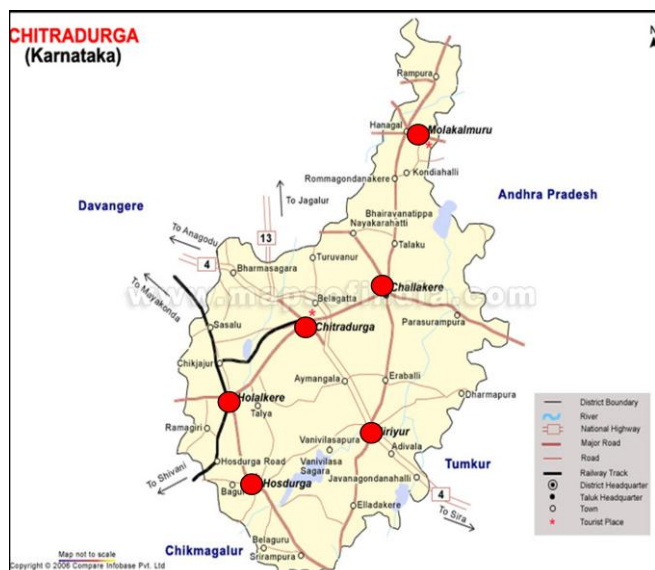 CHITRADURGA
(Karnataka)
N
Rampura
Hanagal
Molakalmuru
Kondiahalli
Rommagondanakere
Davangere
Andhra Pradesh
To Jagalur
Bhairavanatippa
Nayakarahatti
To Anagodu
13
Talaku
4
Turuvanur
Bharmasagara
To Mayakonda
Challakere
www.mapsofindia.com
Belagatta
Parasurampura
Sasalu
Chitradurga
Chikjajur
Aymangala
Eraballi
Dharmapura
Holalkere
Talya
District Boundary
River
National Highway
Major Road
Road
Railway Track
District Headquarter
Taluk Headquarter
Town
Tourist Place
Ramagiri
iriyur
Vanivilasapura
Adivala
Hosdurga Road
Vanivilasa
Sagara
Tumkur
To Shivani
Javanagondanahalli
Hosdurga
Bagur
4
Elladakere
To Sira
Belaguru
Map not to scale
Chikmagalur
Srirampura
Copyright © 2006 Compare Infobase Pvt. Ltd